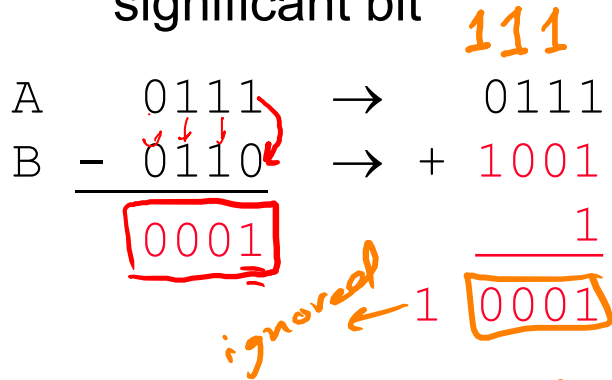 significant bit
111
A 0111 → 0111
B - 0110 → + 1001
0001 1
ignored ← 1 0001